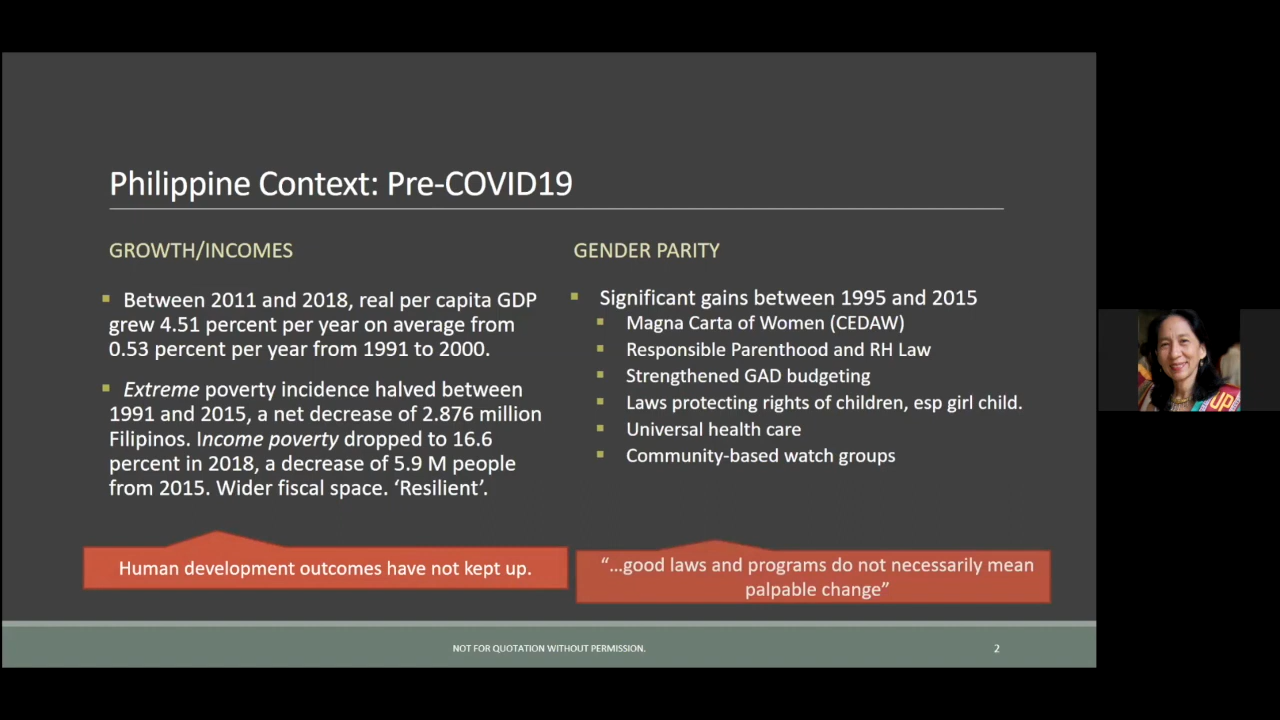 Philippine Context: Pre-COVID19
GROWTH/INCOMES
▪ Between 2011 and 2018, real per capita GDP
grew 4.51 percent per year on average from
0.53 percent per year from 1991 to 2000.
▪ Extreme poverty incidence halved between
1991 and 2015, a net decrease of 2.876 million
Filipinos. Income poverty dropped to 16.6
percent in 2018, a decrease of 5.9 M people
from 2015. Wider fiscal space. ‘Resilient’.
Human development outcomes have not kept up.
GENDER PARITY
▪ Significant gains between 1995 and 2015
▪ Magna Carta of Women (CEDAW)
▪ Responsible Parenthood and RH Law
▪ Strengthened GAD budgeting
▪ Laws protecting rights of children, esp girl child.
▪ Universal health care
▪ Community-based watch groups
“…good laws and programs do not necessarily mean
palpable change”
NOT FOR QUOTATION WITHOUT PERMISSION.
2
UP